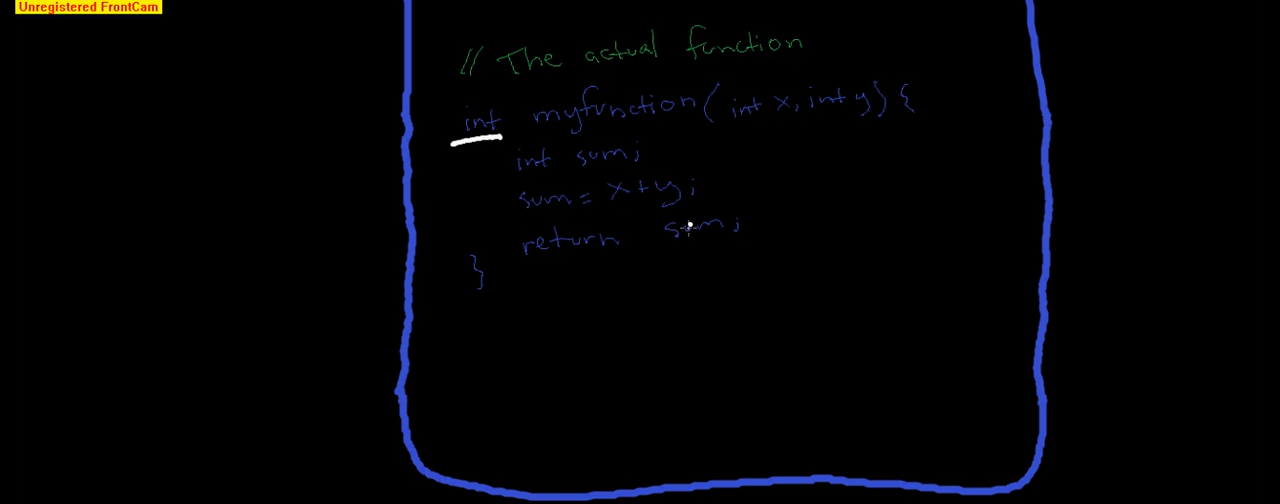 Unregistered FrontCam
// The actual function
int myfunction(int x, int y) {
int sum;
sum = x+y;
return sum;
}